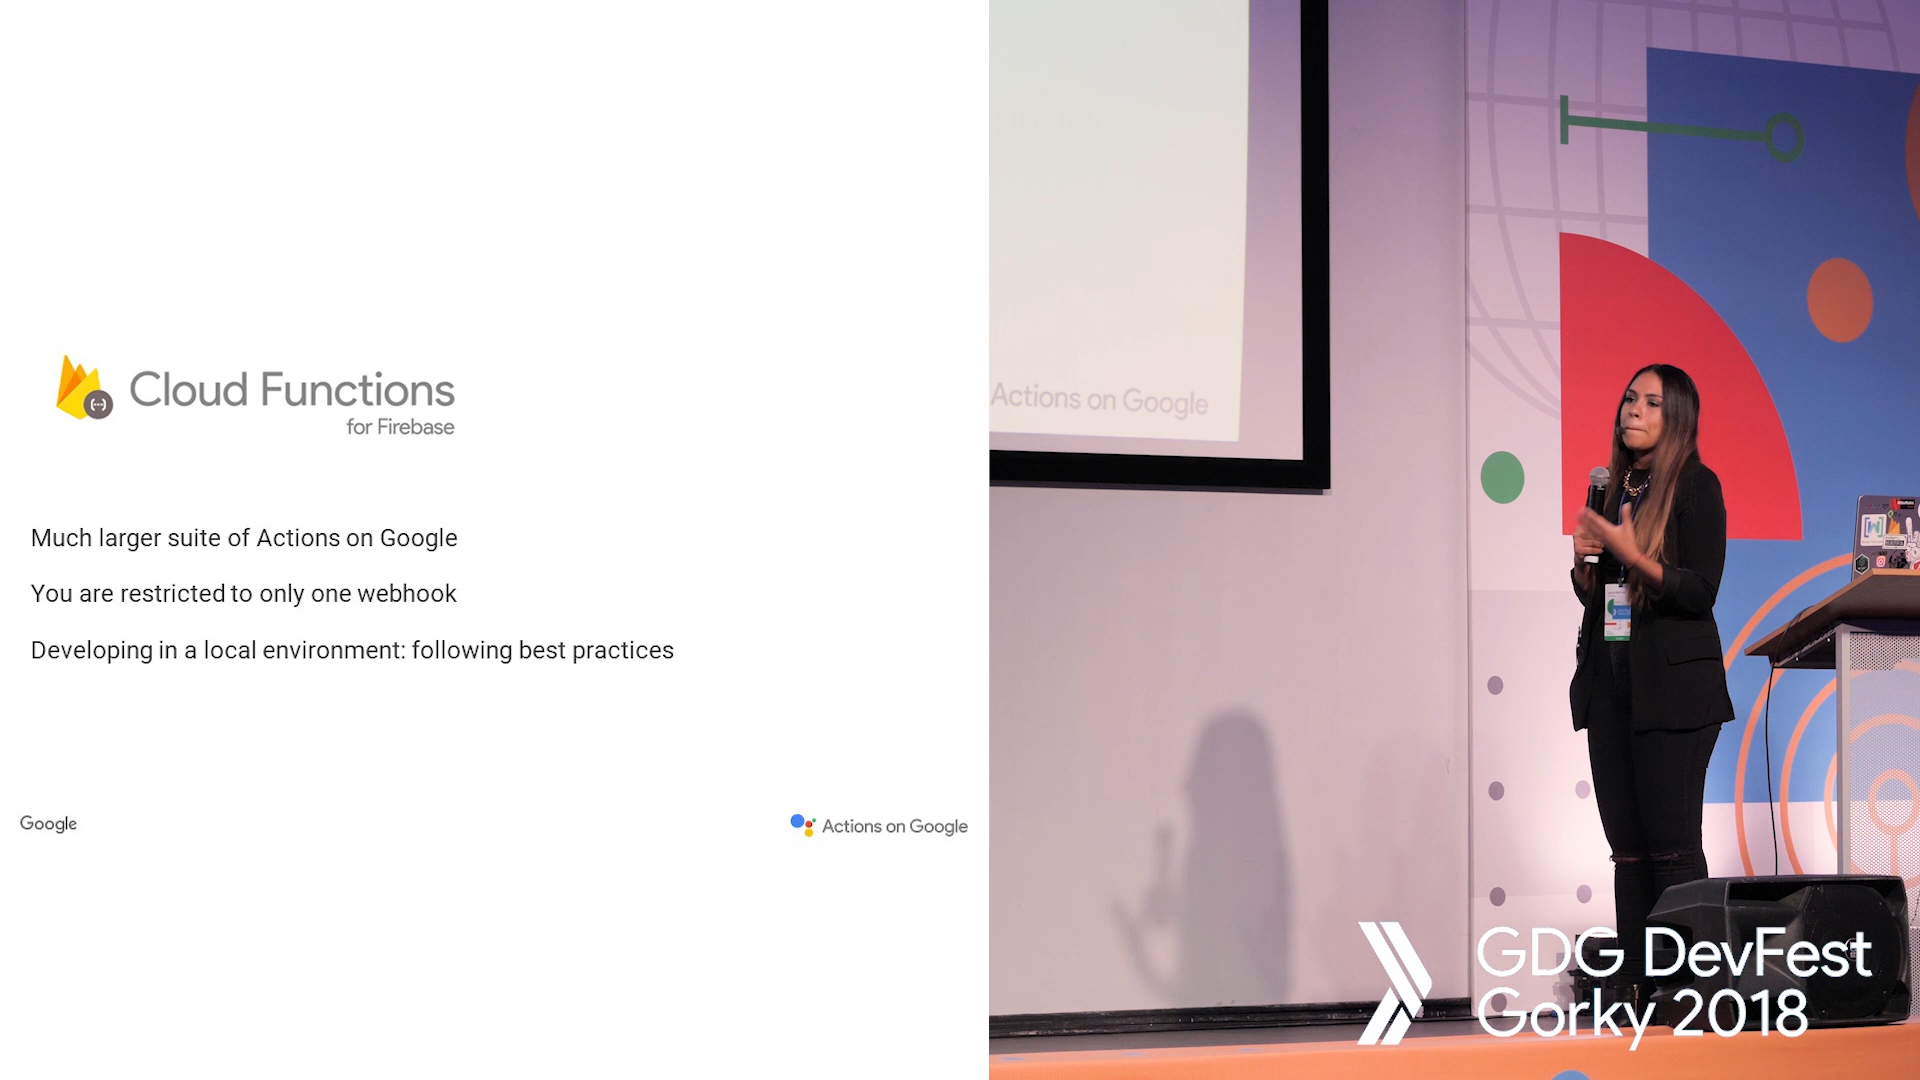 Cloud Functions
for Firebase
Much larger suite of Actions on Google
You are restricted to only one webhook
Developing in a local environment: following best practices
Google
Actions on Google
Actions on Google
GDG DevFest
Gorky 2018